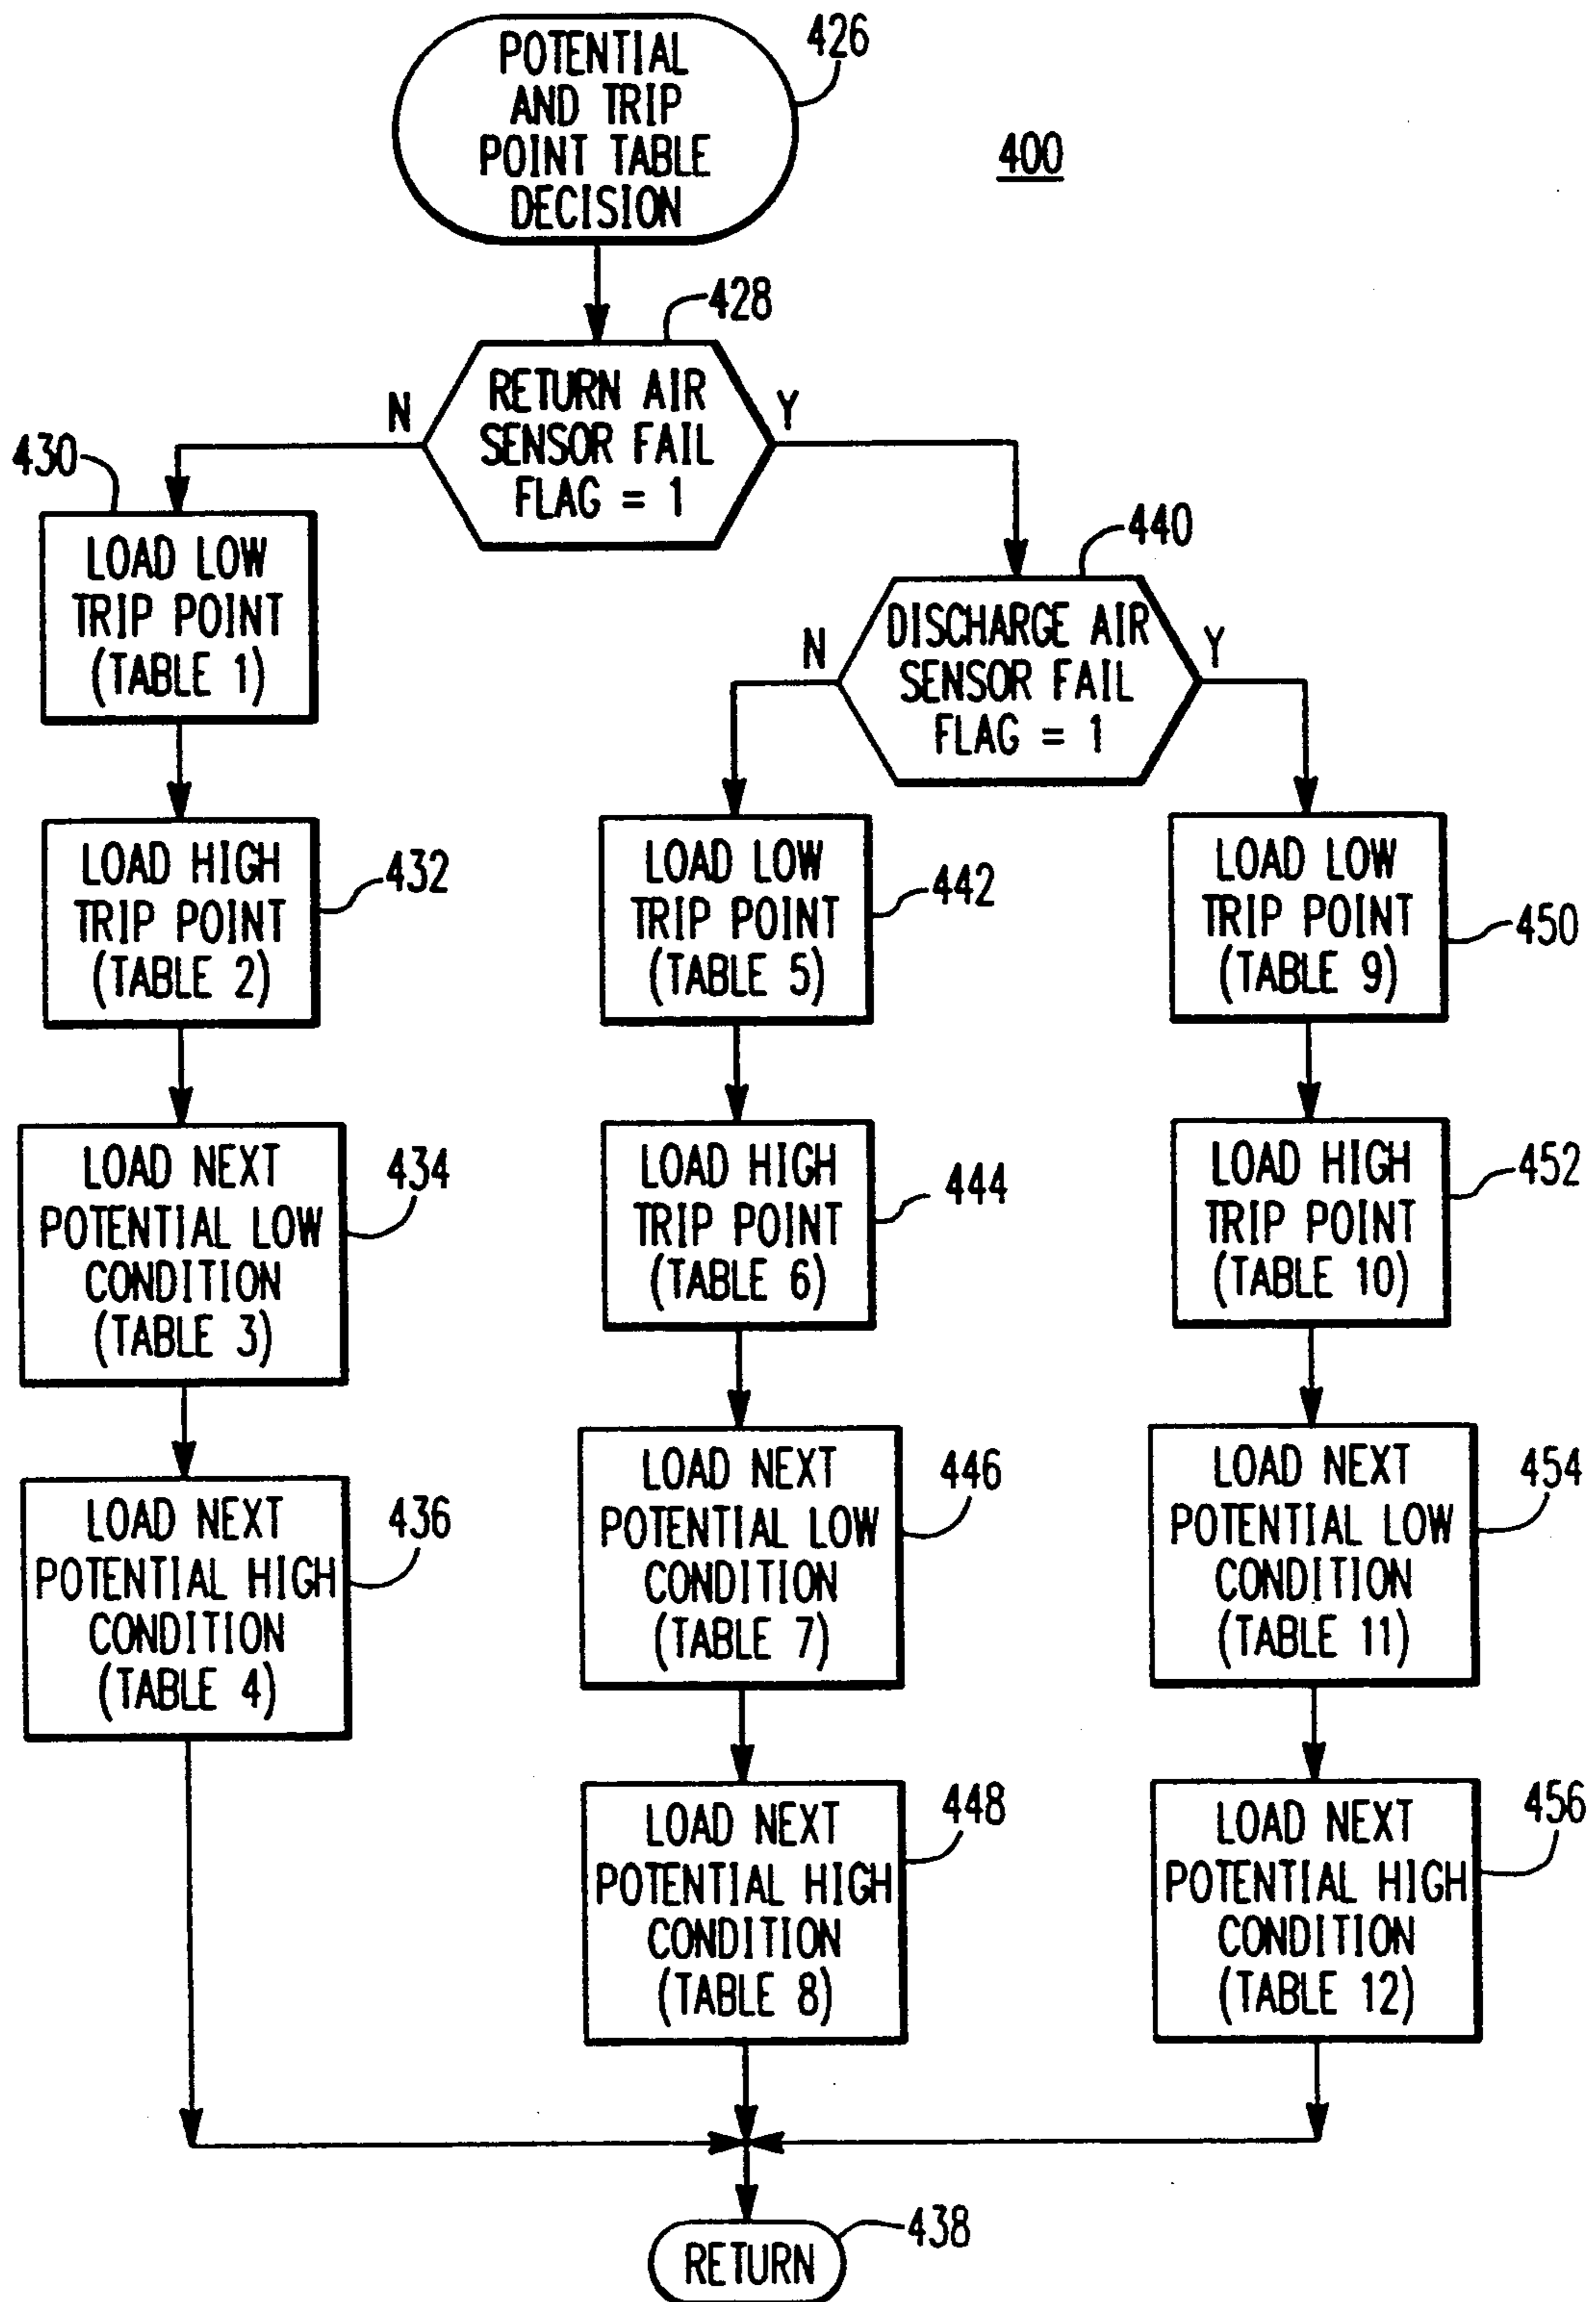 POTENTIAL
AND TRIP
POINT TABLE
DECISION
426
400
428
RETURN AIR
SENSOR FAIL
FLAG = 1
N
Y
430
LOAD LOW
TRIP POINT
(TABLE 1)
440
DISCHARGE AIR
SENSOR FAIL
FLAG = 1
N
Y
LOAD HIGH
TRIP POINT
(TABLE 2)
432
LOAD NEXT
POTENTIAL LOW
CONDITION
(TABLE 3)
434
LOAD NEXT
POTENTIAL HIGH
CONDITION
(TABLE 4)
436
LOAD LOW
TRIP POINT
(TABLE 5)
442
LOAD HIGH
TRIP POINT
(TABLE 6)
444
LOAD NEXT
POTENTIAL LOW
CONDITION
(TABLE 7)
446
LOAD NEXT
POTENTIAL HIGH
CONDITION
(TABLE 8)
448
LOAD LOW
TRIP POINT
(TABLE 9)
450
LOAD HIGH
TRIP POINT
(TABLE 10)
452
LOAD NEXT
POTENTIAL LOW
CONDITION
(TABLE 11)
454
LOAD NEXT
POTENTIAL HIGH
CONDITION
(TABLE 12)
456
RETURN
438